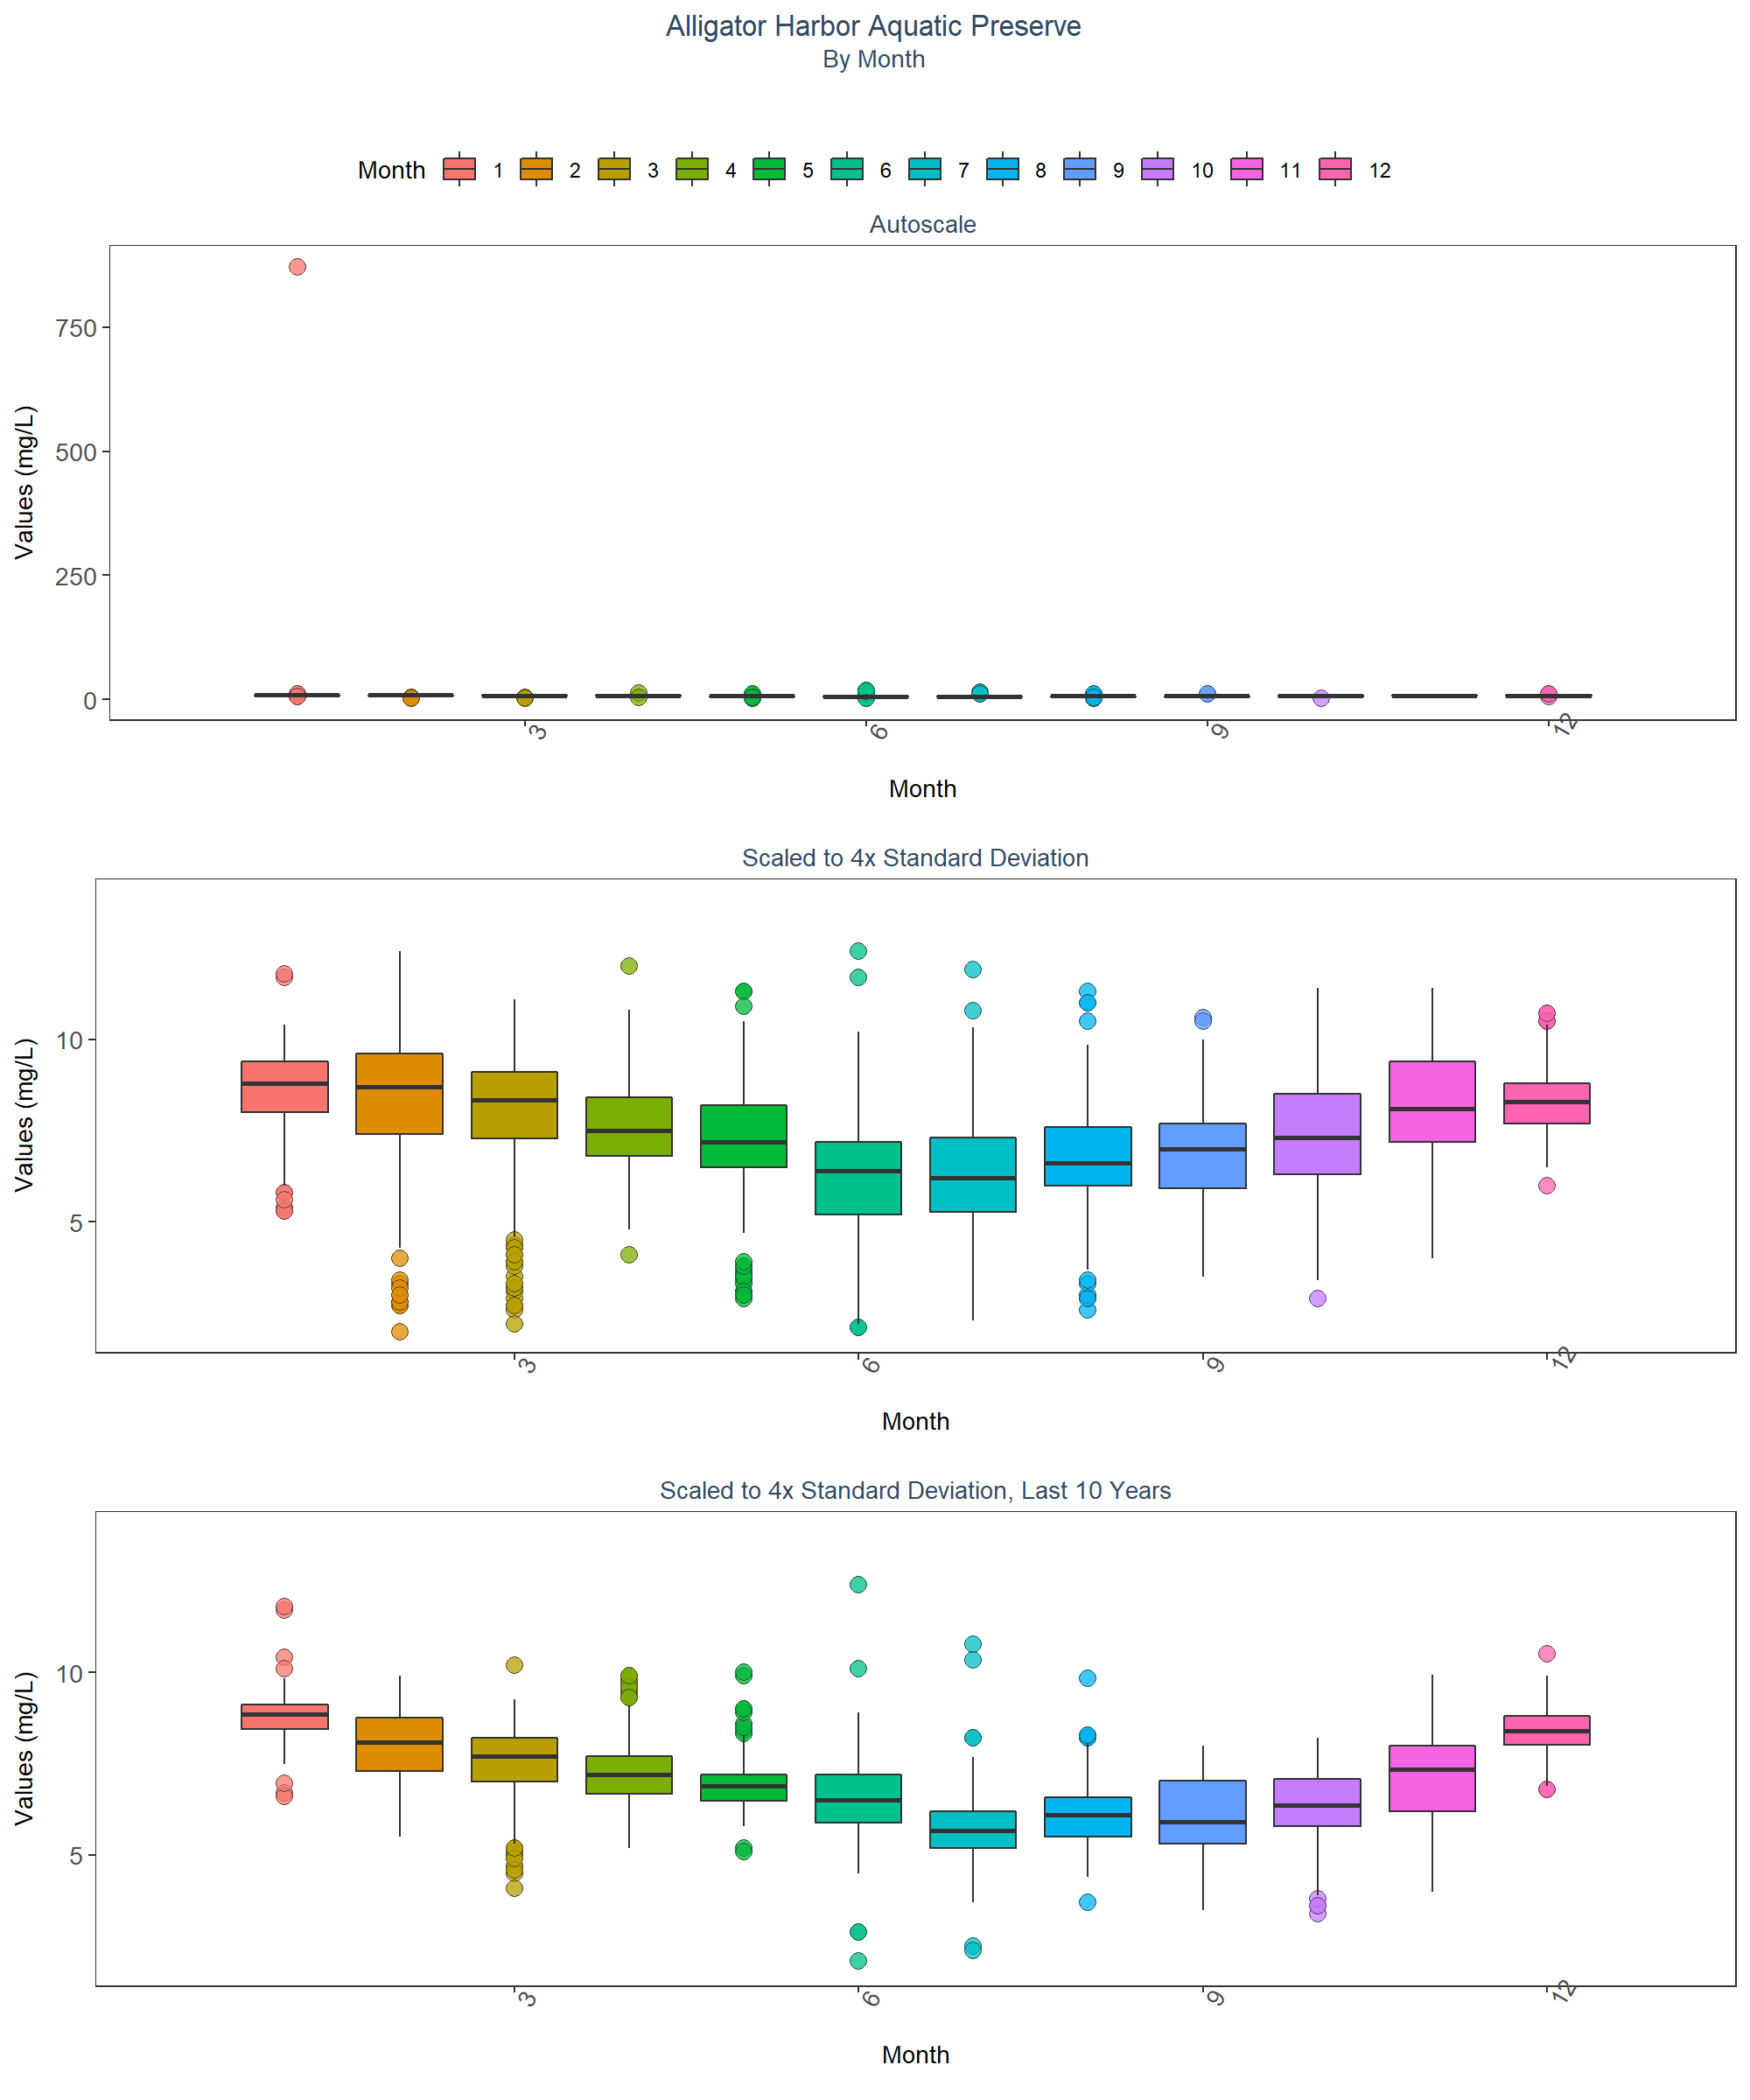 Alligator Harbor Aquatic Preserve
By Month
Month 1 2 3 4 5 6 7 8 9 10 11 12
Autoscale
Values (mg/L)
750
500
250
0
3 6 9 12
Month
Scaled to 4x Standard Deviation
Values (mg/L)
10
5
3 6 9 12
Month
Scaled to 4x Standard Deviation, Last 10 Years
Values (mg/L)
10
5
3 6 9 12
Month